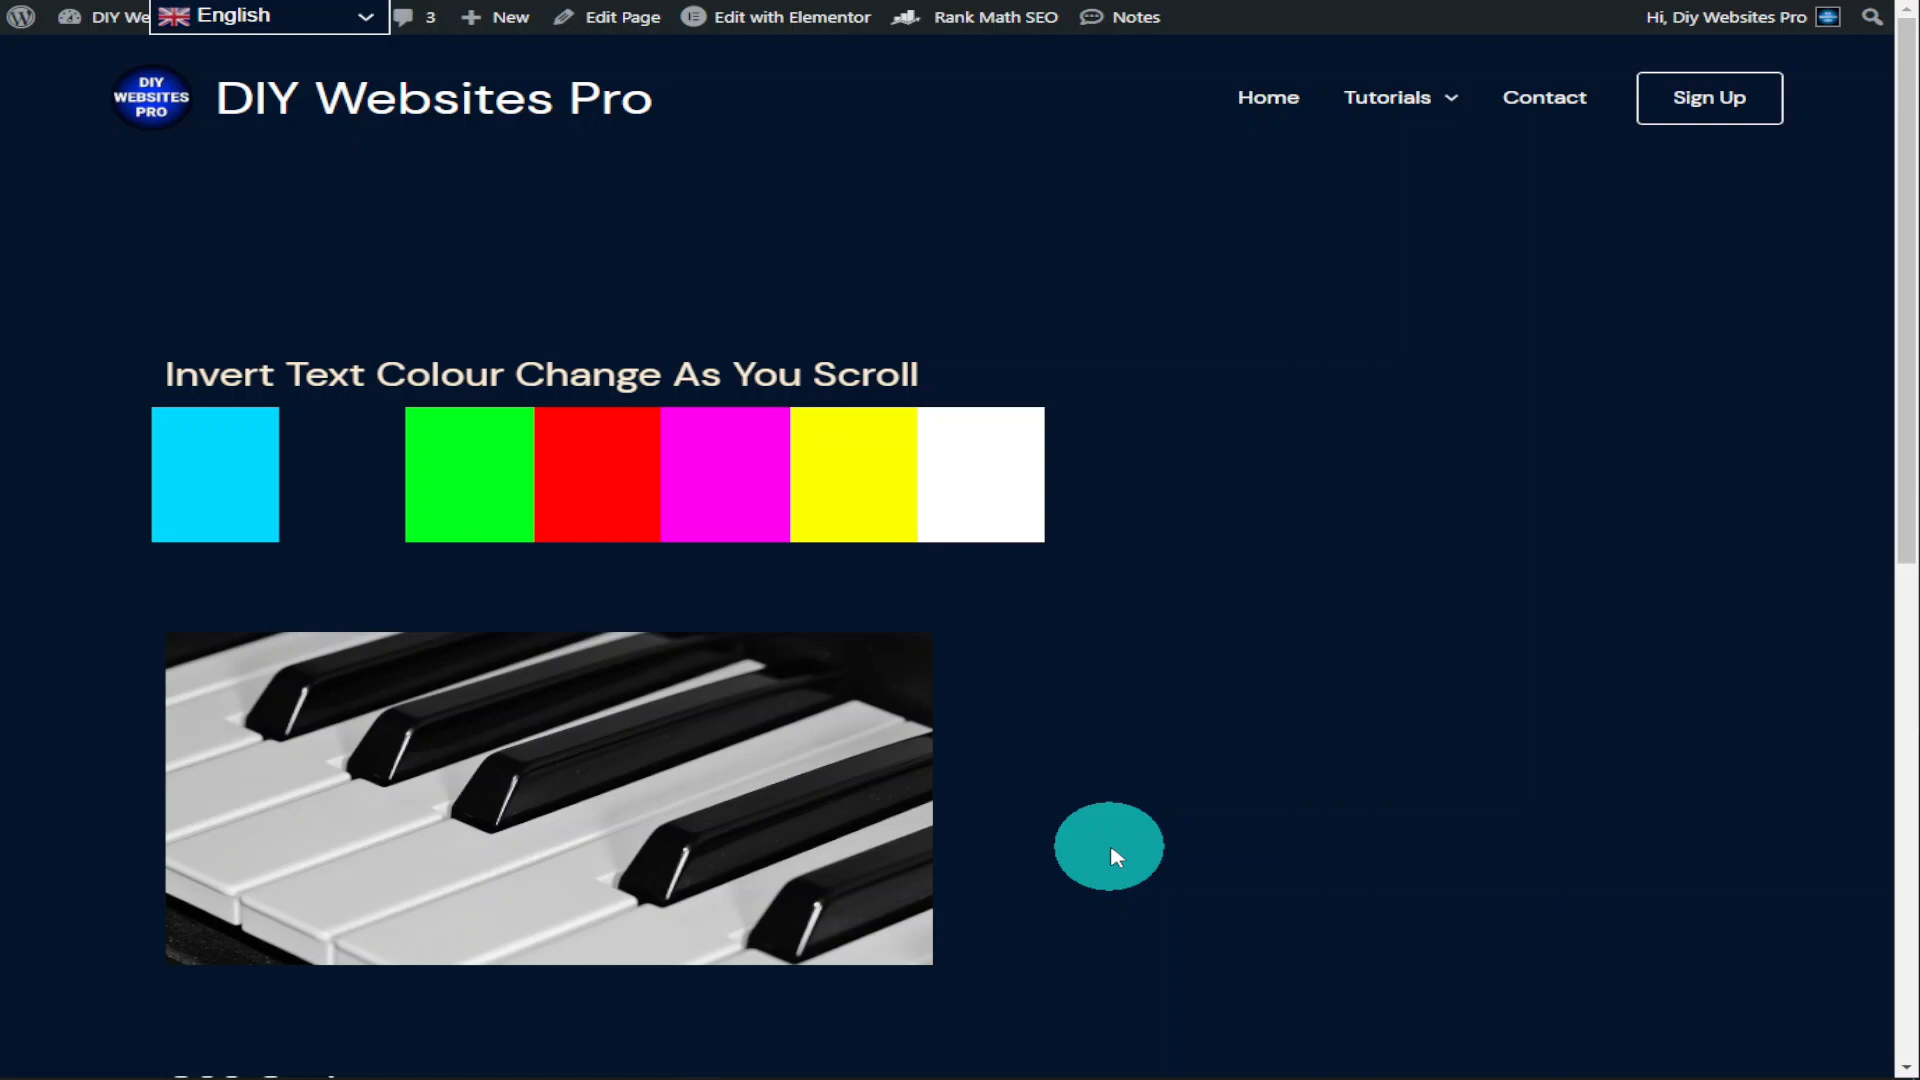 DIY We
English
3
New
Edit Page
Edit with Elementor
Rank Math SEO
Notes
Hi, Diy Websites Pro
DIY
WEBSITES
PRO
DIY Websites Pro
Home
Tutorials
Contact
Sign Up
Invert Text Colour Change As You Scroll